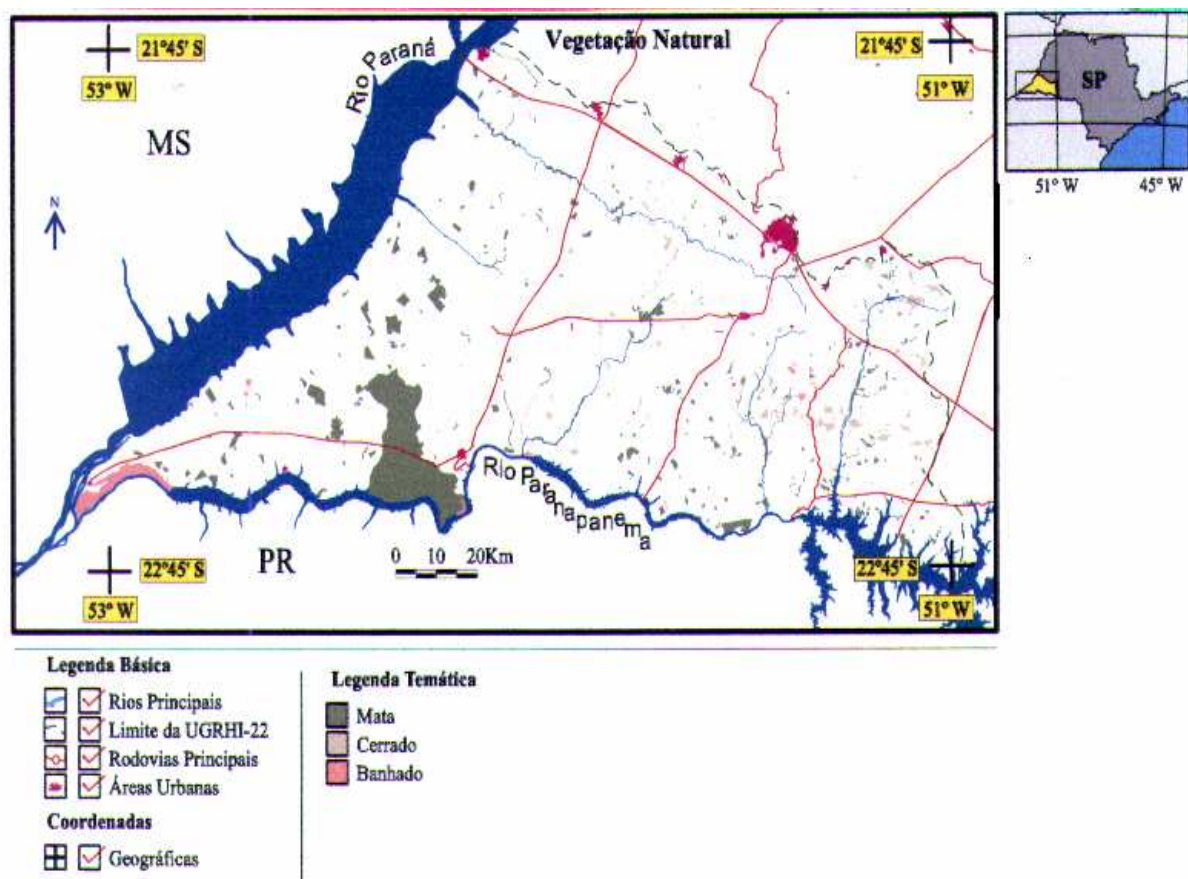 Vegetação Natural
21°45' S
53° W
21°45' S
51° W
Rio Paraná
MS
N
SP
51° W
45° W
Rio Paranapanema
PR
0 10 20Km
22°45' S
53° W
22°45' S
51° W
Legenda Básica
Rios Principais
Limite da UGRHI-22
Rodovias Principais
Áreas Urbanas
Coordenadas
Geográficas
Legenda Temática
Mata
Cerrado
Banhado